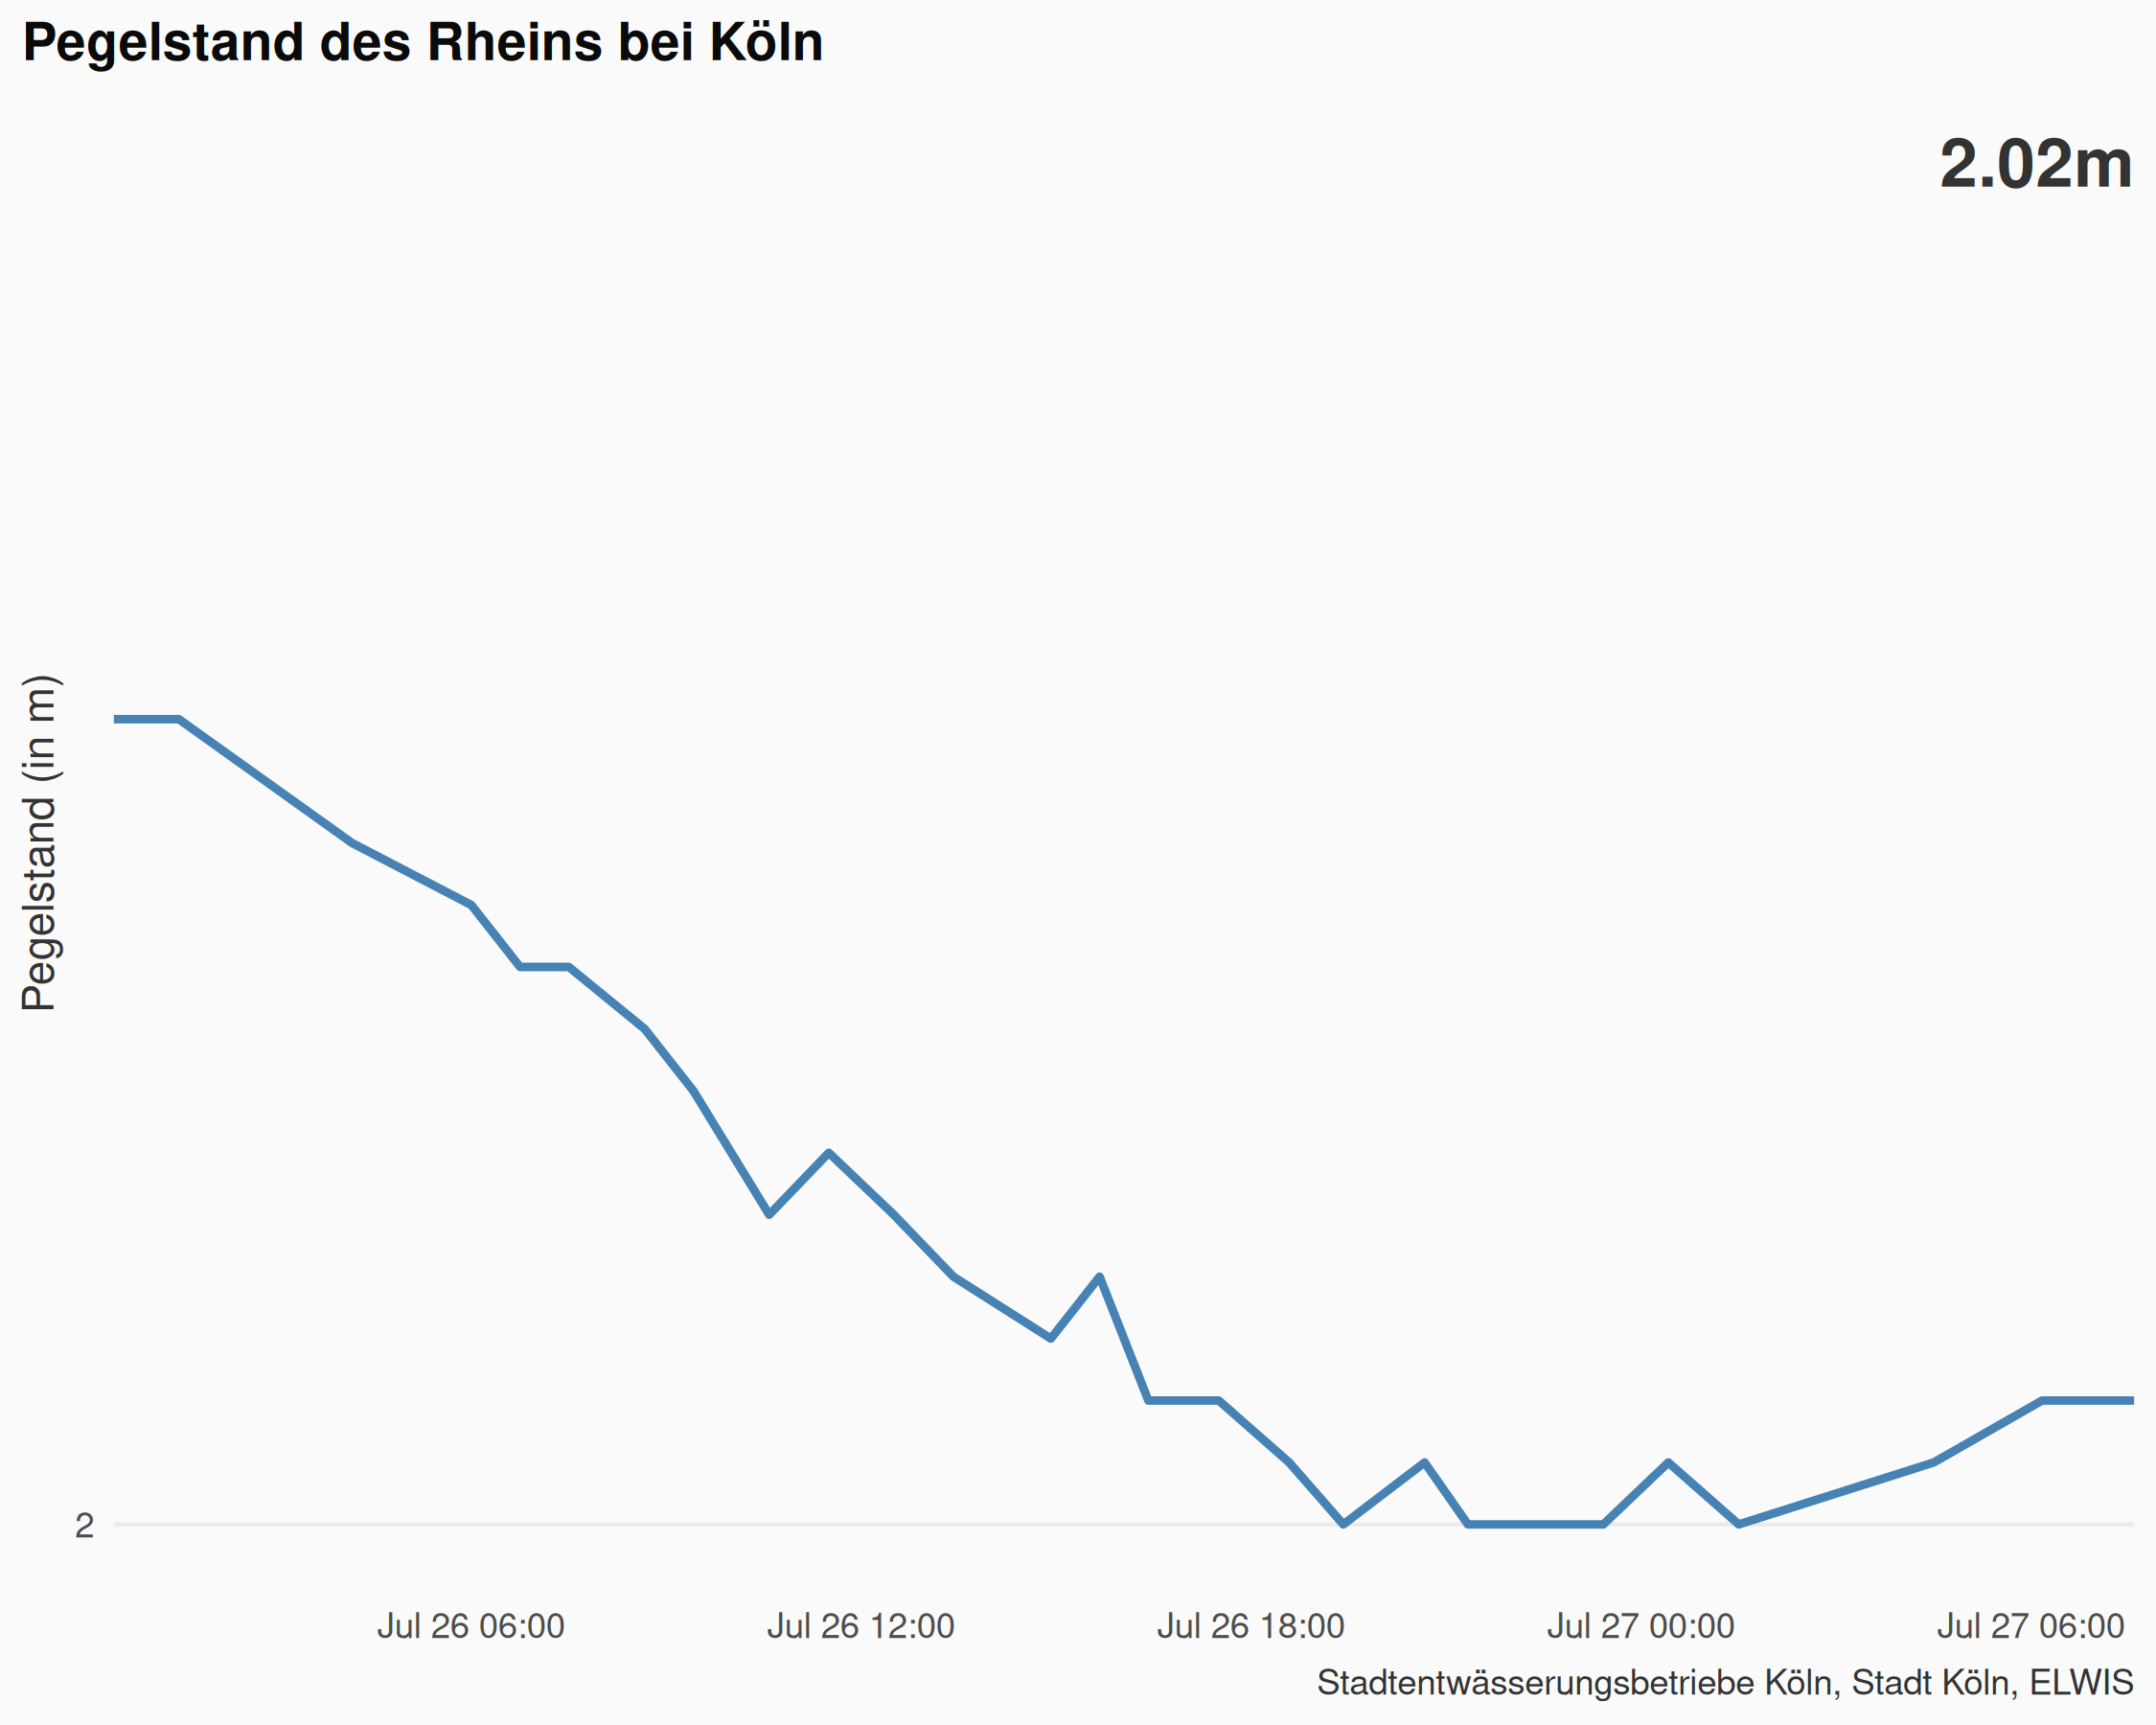 Pegelstand des Rheins bei Köln
2.02m
Pegelstand (in m)
2
Jul 26 06:00 Jul 26 12:00 Jul 26 18:00 Jul 27 00:00 Jul 27 06:00
Stadtentwässerungsbetriebe Köln, Stadt Köln, ELWIS